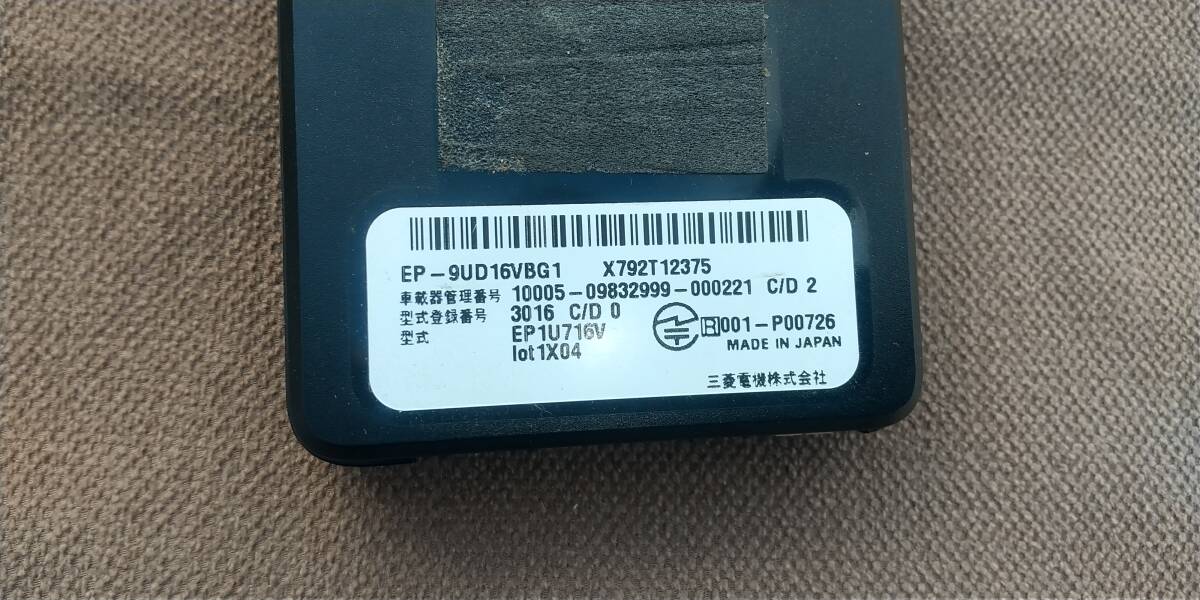 EP-9UD16VBG1 X792T12375
車載器管理番号 10005-09832999-000221 C/D 2
型式登録番号 3016 C/D 0
型式 EP1U716V
lot1X04
R 001-P00726
MADE IN JAPAN
三菱電機株式会社